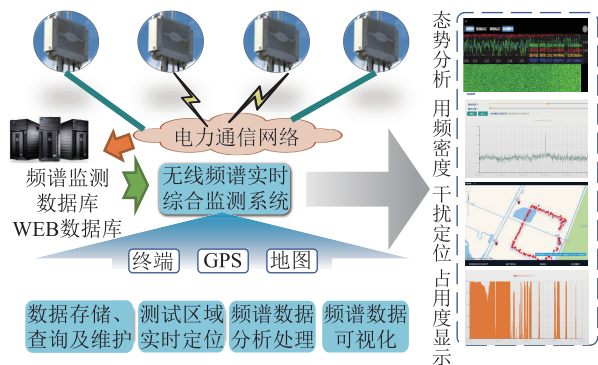 电力通信网络
无线频谱实时
综合监测系统
频谱监测
数据库
WEB数据库
终端
GPS
地图
数据存储、
查询及维护
测试区域
实时定位
频谱数据
分析处理
频谱数据
可视化
态势分析
用频密度
干扰定位
占用度显示